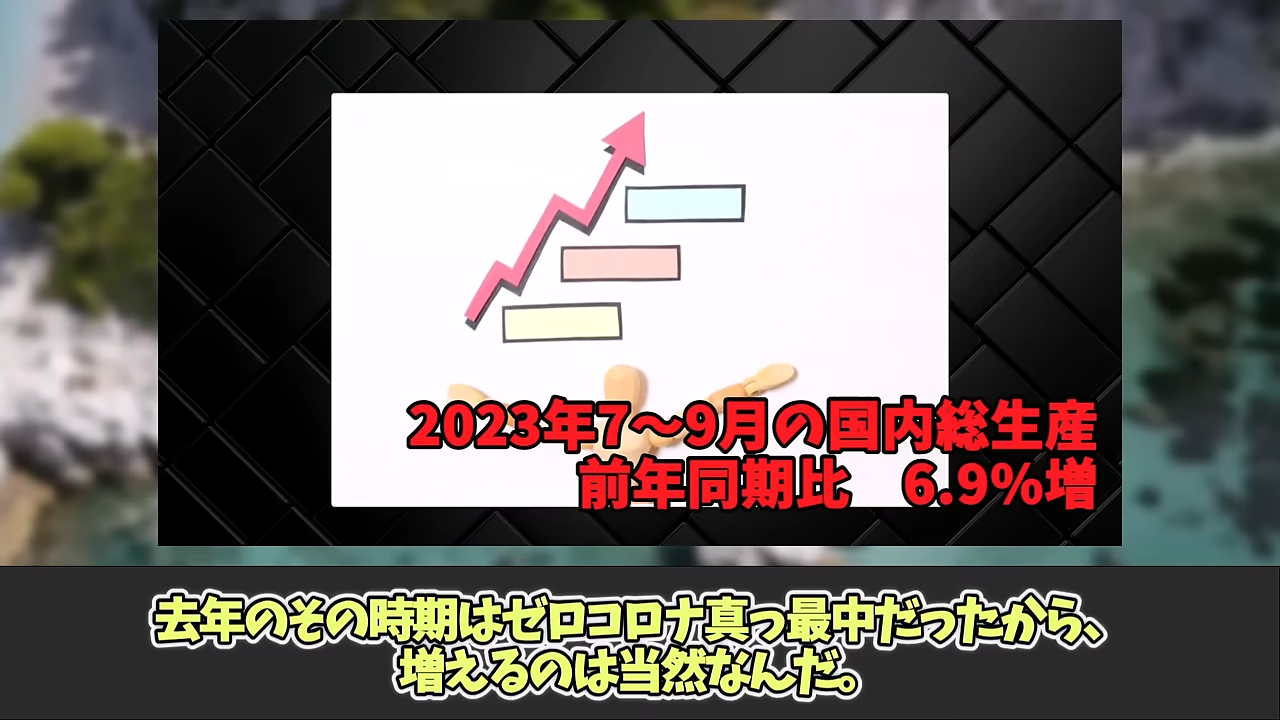 2023年7〜9月の国内総生産
前年同期比　6.9%増
去年のその時期はゼロコロナ真っ最中だったから、
増えるのは当然なんだ。